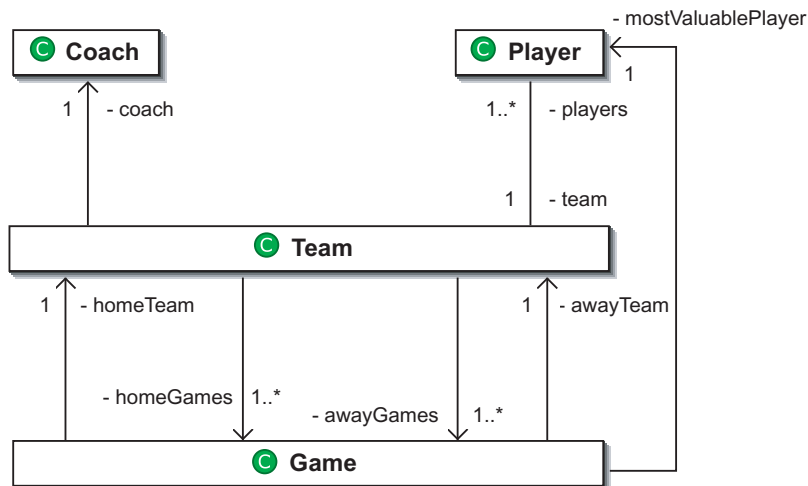 - mostValuablePlayer
C Coach
C Player
1
1 - coach
1..* - players
1 - team
C Team
1 - homeTeam
1 - awayTeam
- homeGames 1..*
- awayGames 1..*
C Game